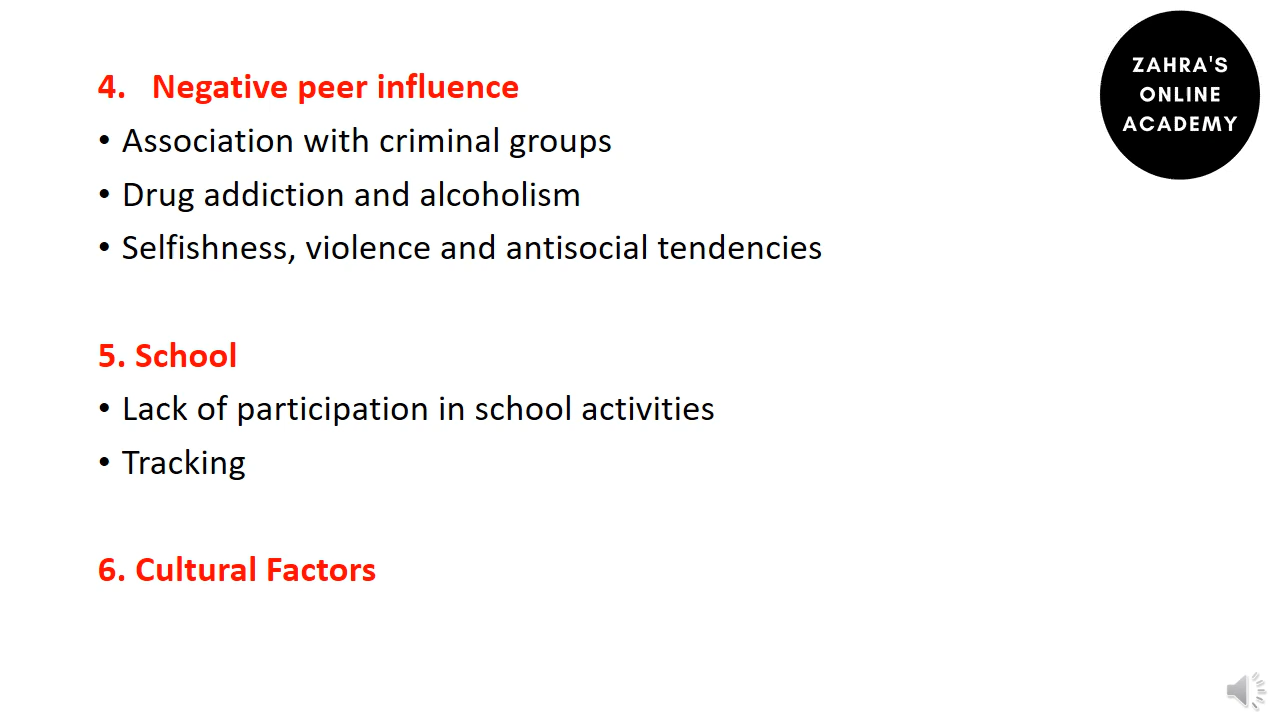 4. Negative peer influence
• Association with criminal groups
• Drug addiction and alcoholism
• Selfishness, violence and antisocial tendencies
5. School
• Lack of participation in school activities
• Tracking
6. Cultural Factors
ZAHRA'S
ONLINE
ACADEMY